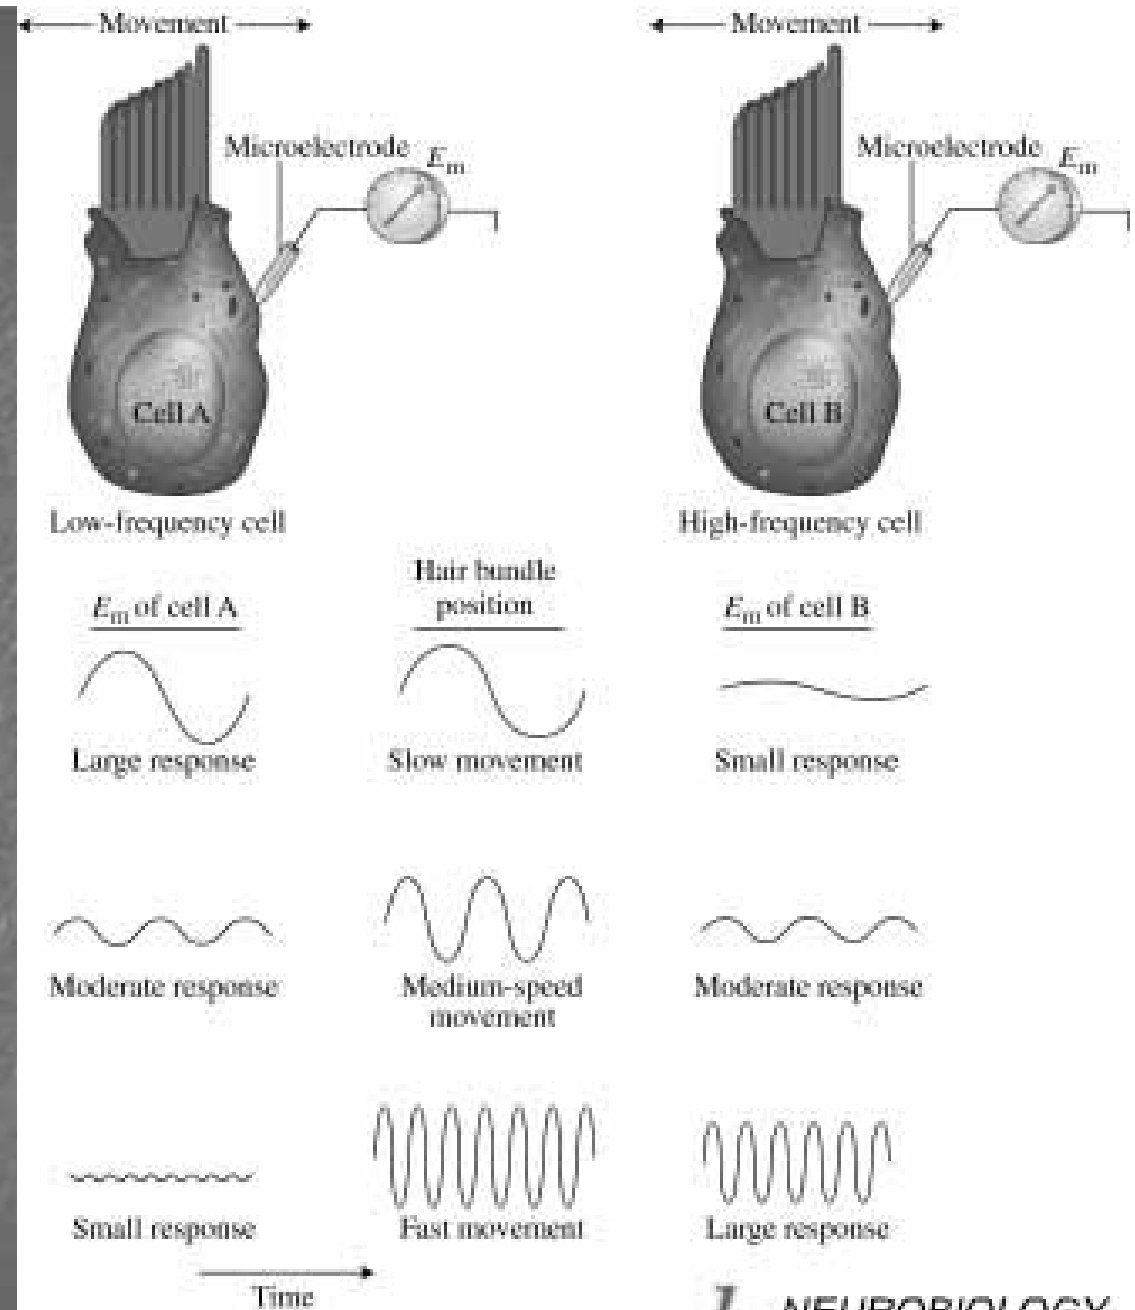 Movement
Movement
Microelectrode
Em
Microelectrode
Em
Cell A
Cell B
Low-frequency cell
High-frequency cell
Em of cell A
Hair bundle
position
Em of cell B
Large response
Slow movement
Small response
Moderate response
Medium-speed
movement
Moderate response
Small response
Fast movement
Large response
Time
NEUROBIOLOGY